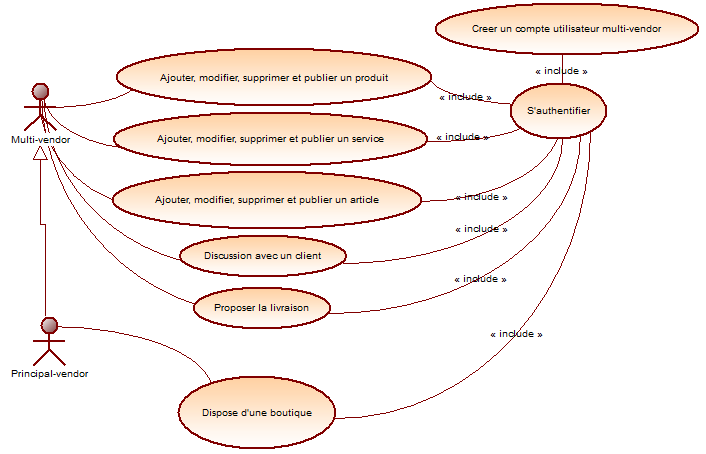 Creer un compte utilisateur multi-vendor
« include »
Ajouter, modifier, supprimer et publier un produit
« include »
S'authentifier
Multi-vendor
Ajouter, modifier, supprimer et publier un service
« include »
Ajouter, modifier, supprimer et publier un article
« include »
« include »
Discussion avec un client
« include »
Proposer la livraison
« include »
Principal-vendor
Dispose d'une boutique